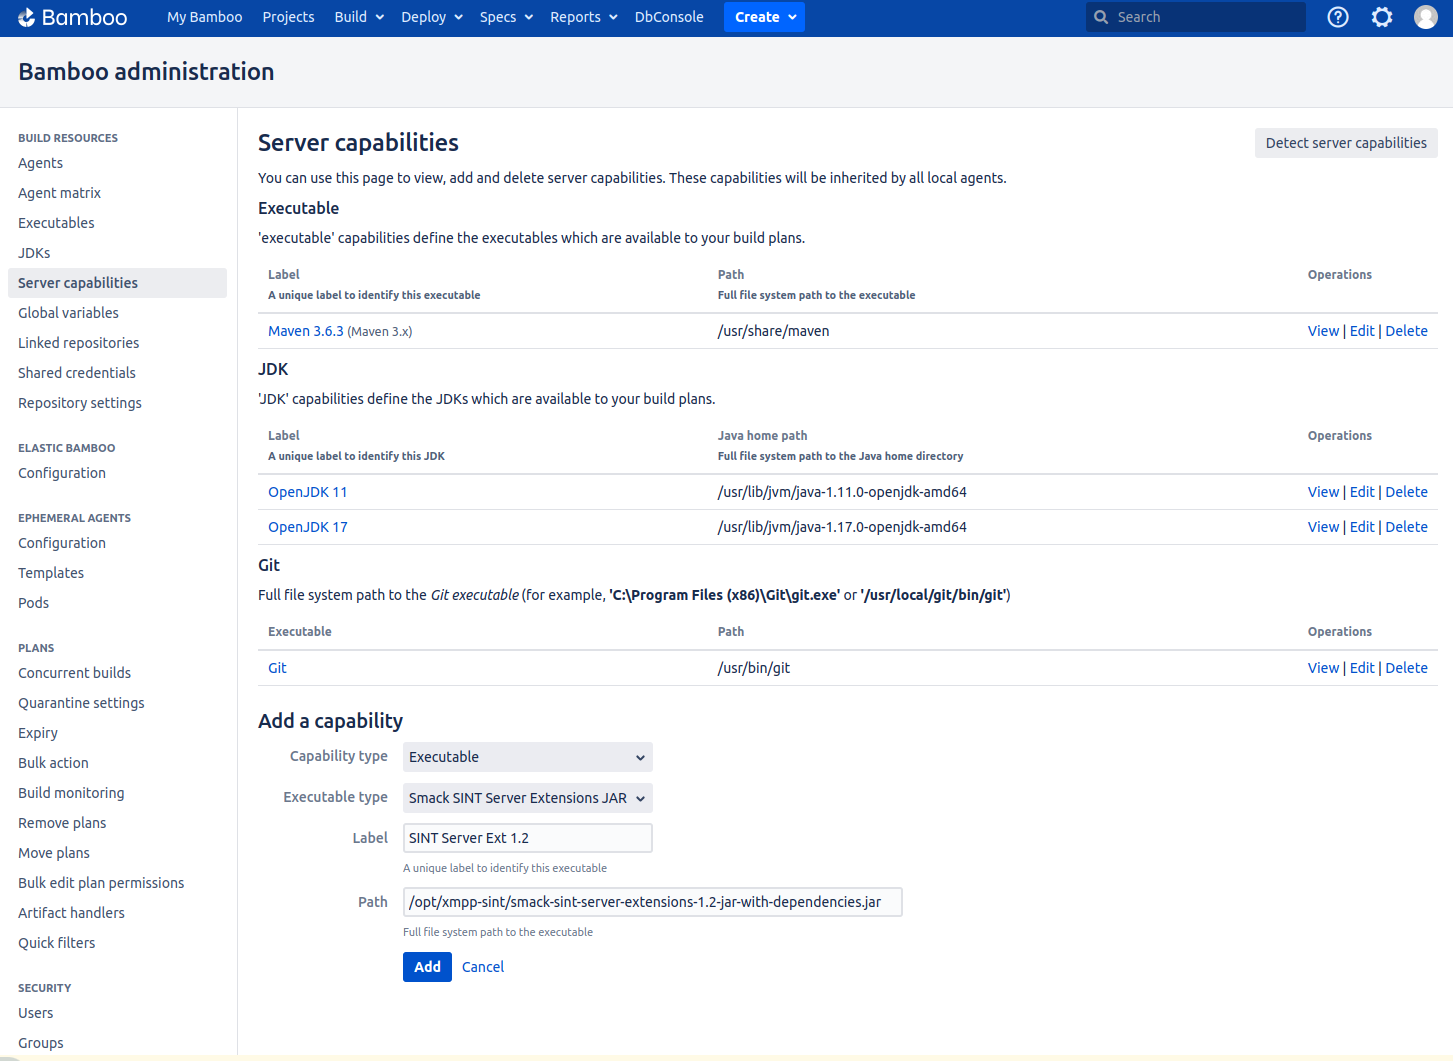 Bamboo My Bamboo Projects Build Deploy Specs Reports DbConsole Create Search
Bamboo administration
BUILD RESOURCES
Agents
Agent matrix
Executables
JDKs
Server capabilities
Global variables
Linked repositories
Shared credentials
Repository settings
ELASTIC BAMBOO
Configuration
EPHEMERAL AGENTS
Configuration
Templates
Pods
PLANS
Concurrent builds
Quarantine settings
Expiry
Bulk action
Build monitoring
Remove plans
Move plans
Bulk edit plan permissions
Artifact handlers
Quick filters
SECURITY
Users
Groups
Server capabilities
Detect server capabilities
You can use this page to view, add and delete server capabilities. These capabilities will be inherited by all local agents.
Executable
'executable' capabilities define the executables which are available to your build plans.
Label Path Operations
A unique label to identify this executable Full file system path to the executable
Maven 3.6.3 (Maven 3.x) /usr/share/maven View | Edit | Delete
JDK
'JDK' capabilities define the JDKs which are available to your build plans.
Label Java home path Operations
A unique label to identify this JDK Full file system path to the Java home directory
OpenJDK 11 /usr/lib/jvm/java-1.11.0-openjdk-amd64 View | Edit | Delete
OpenJDK 17 /usr/lib/jvm/java-1.17.0-openjdk-amd64 View | Edit | Delete
Git
Full file system path to the Git executable (for example, 'C:\Program Files (x86)\Git\git.exe' or '/usr/local/git/bin/git')
Executable Path Operations
Git /usr/bin/git View | Edit | Delete
Add a capability
Capability type Executable
Executable type Smack SINT Server Extensions JAR
Label SINT Server Ext 1.2
A unique label to identify this executable
Path /opt/xmpp-sint/smack-sint-server-extensions-1.2-jar-with-dependencies.jar
Full file system path to the executable
Add Cancel